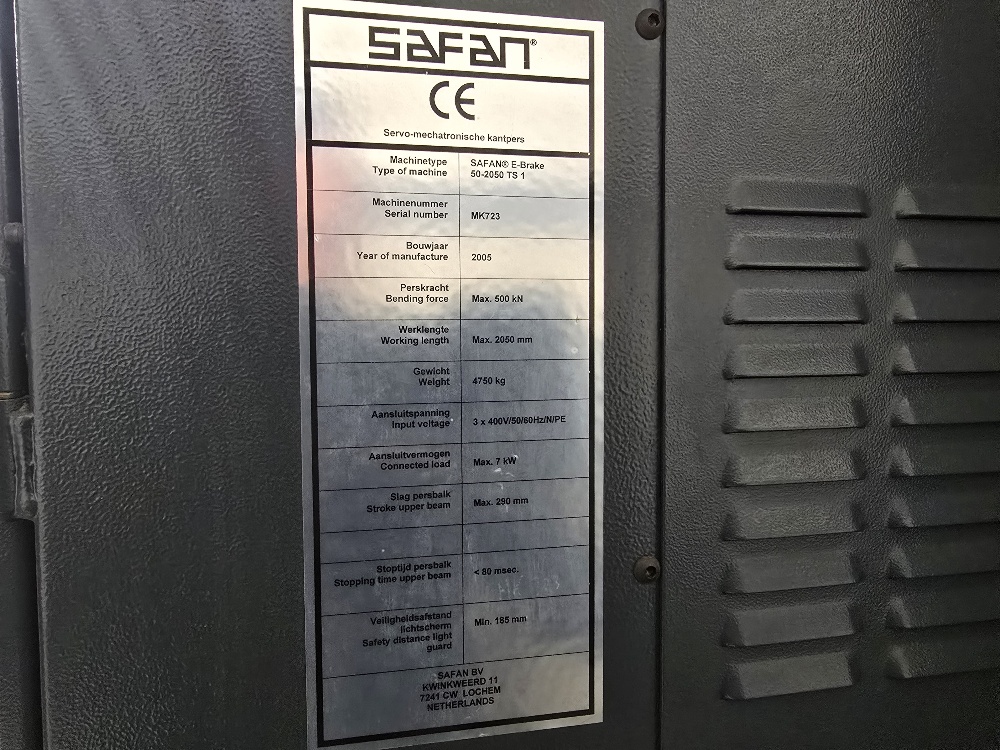 SAFAN®
CE
Servo-mechatronische kantpers
Machinetype
Type of machine
SAFAN® E-Brake
50-2050 TS 1
Machinenummer
Serial number
MK723
Bouwjaar
Year of manufacture
2005
Perskracht
Bending force
Max. 500 kN
Werklengte
Working length
Max. 2050 mm
Gewicht
Weight
4750 kg
Aansluitspanning
Input voltage
3 x 400V/50/60Hz/N/PE
Aansluitvermogen
Connected load
Max. 7 kW
Slag persbalk
Stroke upper beam
Max. 290 mm
Stoptijd persbalk
Stopping time upper beam
< 80 msec.
Veiligheidsafstand
lichtscherm
Safety distance light
guard
Min. 185 mm
SAFAN BV
KWINKWEERD 11
7241 CW LOCHEM
NETHERLANDS